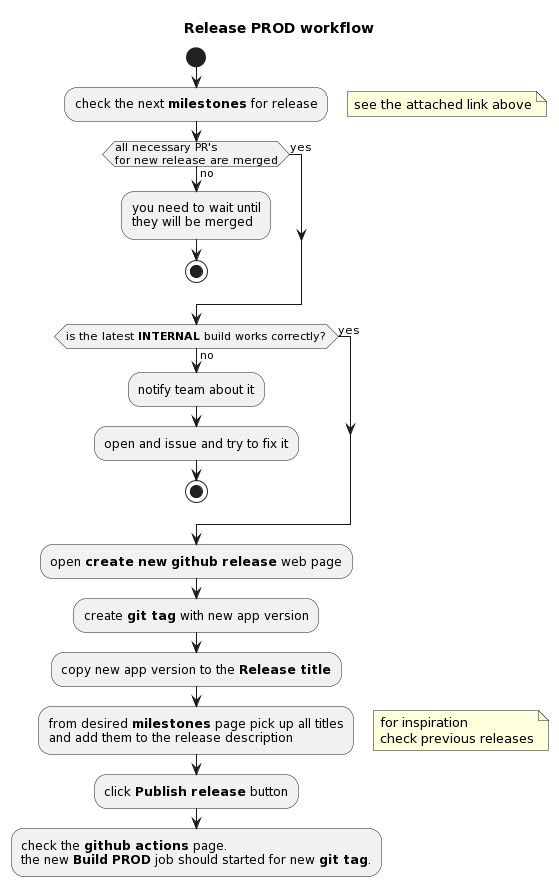 Release PROD workflow
check the next milestones for release
see the attached link above
all necessary PR's
for new release are merged
yes
no
you need to wait until
they will be merged
is the latest INTERNAL build works correctly?
yes
no
notify team about it
open and issue and try to fix it
open create new github release web page
create git tag with new app version
copy new app version to the Release title
from desired milestones page pick up all titles
and add them to the release description
for inspiration
check previous releases
click Publish release button
check the github actions page.
the new Build PROD job should started for new git tag.